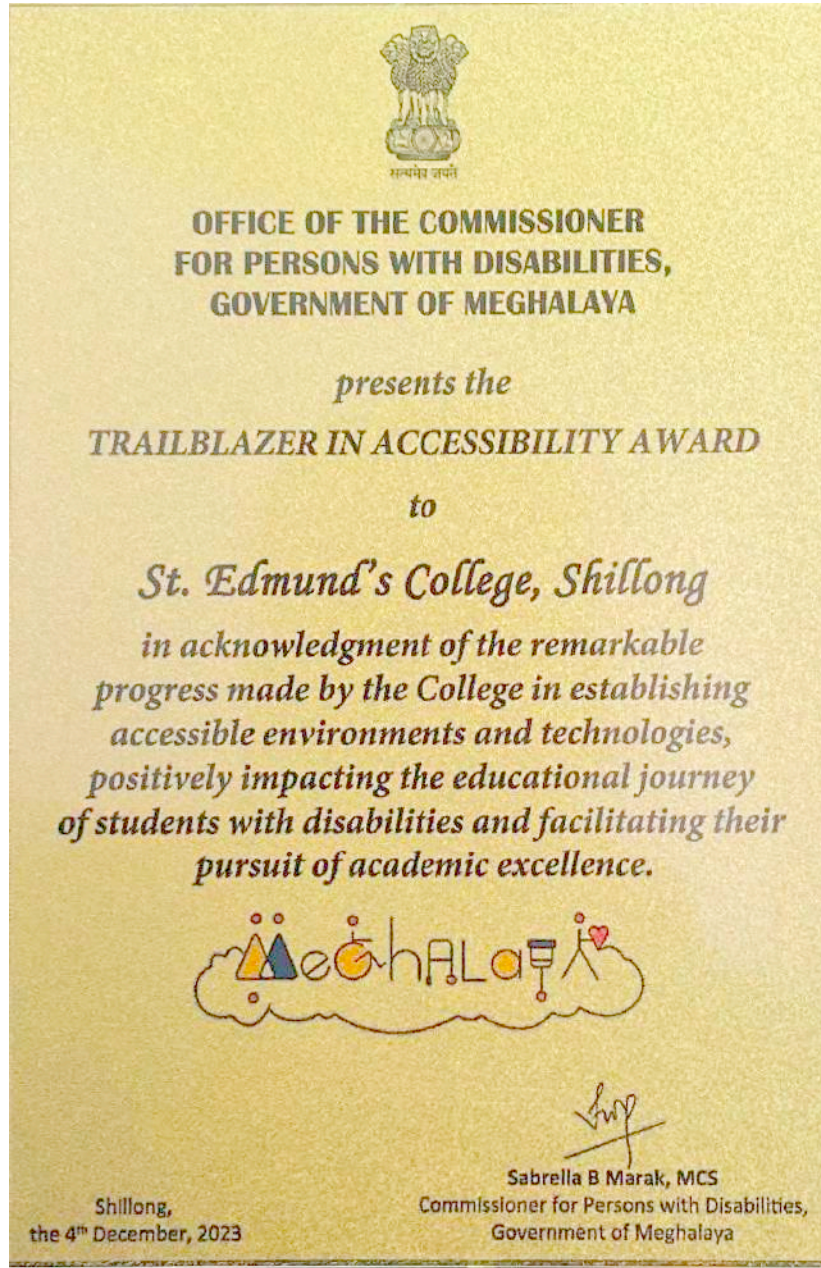 सत्यमेव जयते
OFFICE OF THE COMMISSIONER
FOR PERSONS WITH DISABILITIES,
GOVERNMENT OF MEGHALAYA
presents the
TRAILBLAZER IN ACCESSIBILITY AWARD
to
St. Edmund's College, Shillong
in acknowledgment of the remarkable
progress made by the College in establishing
accessible environments and technologies,
positively impacting the educational journey
of students with disabilities and facilitating their
pursuit of academic excellence.
MeGhALaYA
Sabrella B Marak, MCS
Shillong,
Commissioner for Persons with Disabilities,
the 4th December, 2023
Government of Meghalaya